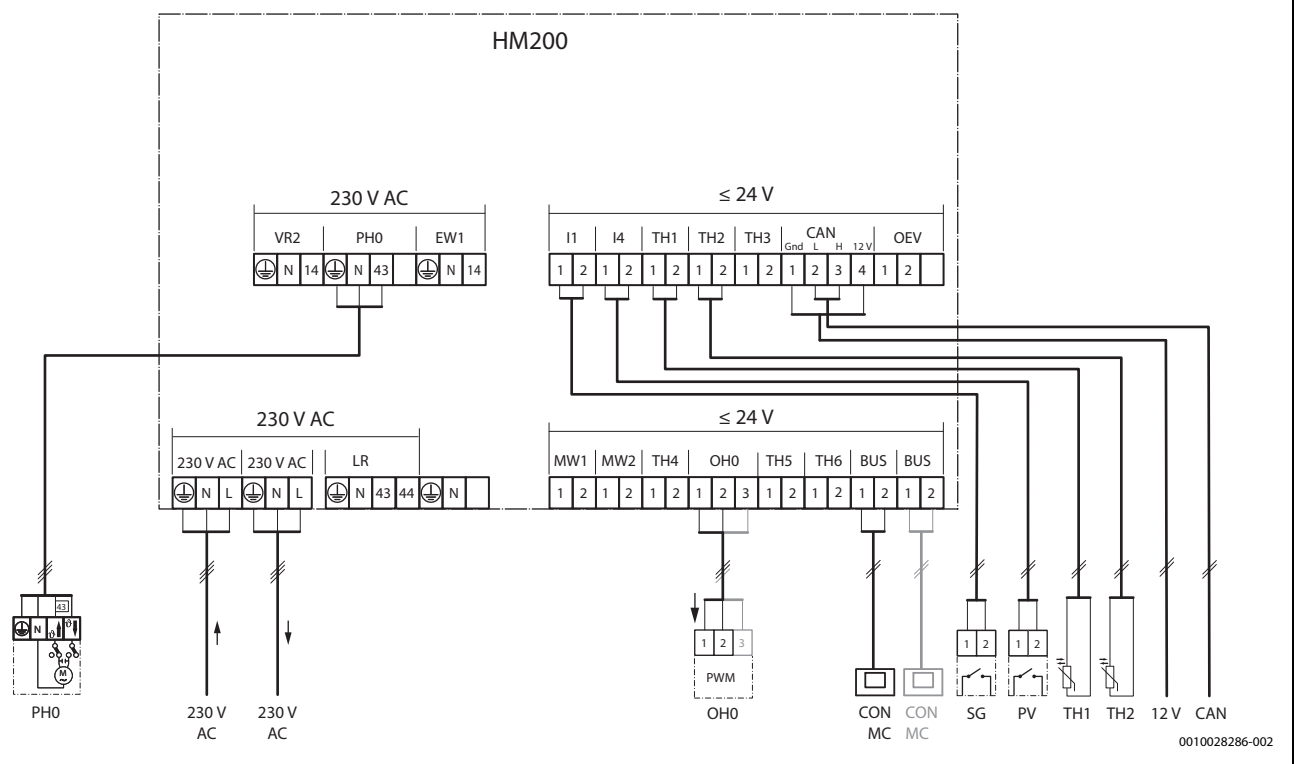 HM200
230 V AC
≤ 24 V
VR2 PH0 EW1
I1 I4 TH1 TH2 TH3 CAN OEV
Gnd L H 12 V
N 14 N 43 N 14
1 2 1 2 1 2 1 2 1 2 1 2 3 4 1 2
230 V AC
≤ 24 V
230 V AC 230 V AC LR
MW1 MW2 TH4 OH0 TH5 TH6 BUS BUS
N L N L N 43 44 N
1 2 1 2 1 2 1 2 3 1 2 1 2 1 2 1 2
43
N ϑ ϑ
M
1 2 3
1 2
1 2
PWM
PH0
230 V
AC
230 V
AC
OH0
CON
MC
CON
MC
SG
PV
TH1
TH2
12 V
CAN
0010028286-002